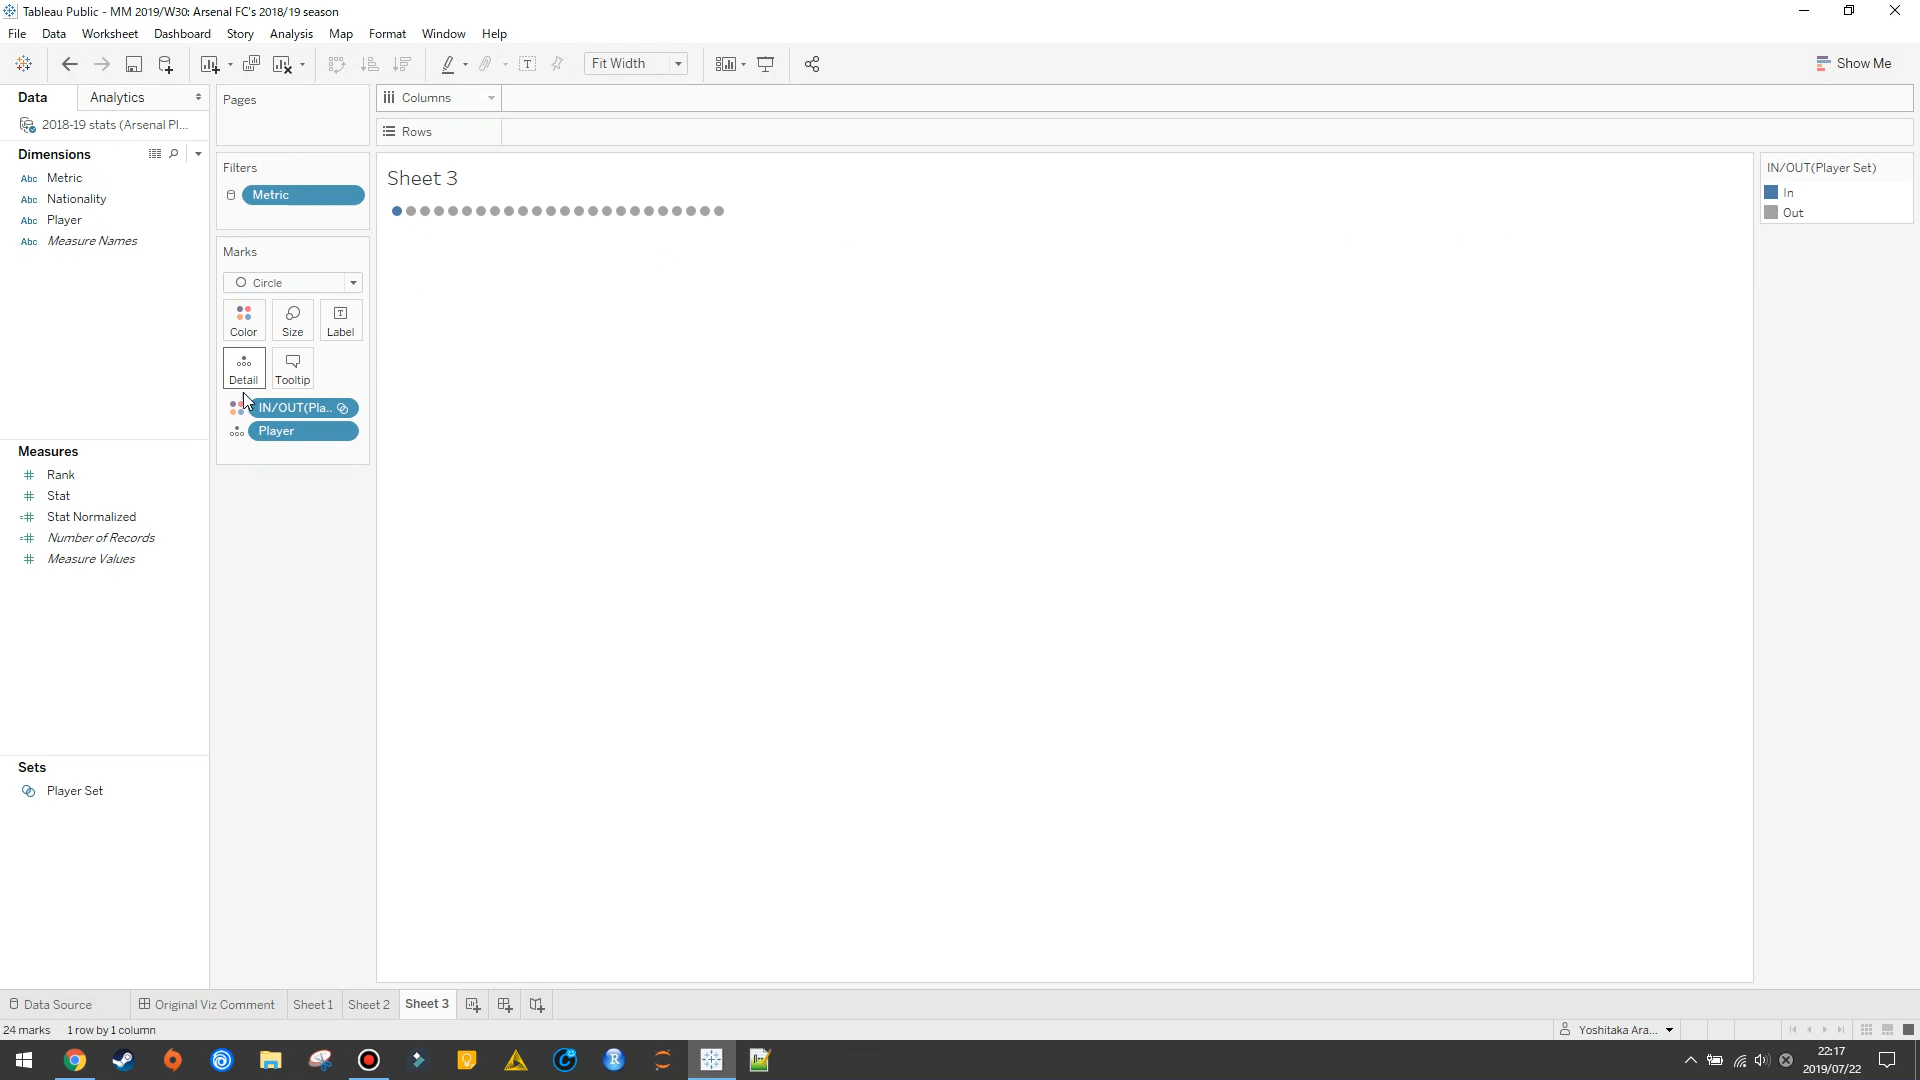 Tableau Public - MM 2019/W30: Arsenal FC's 2018/19 season
File Data Worksheet Dashboard Story Analysis Map Format Window Help
Fit Width
Show Me
Data Analytics
2018-19 stats (Arsenal Pl...
Dimensions
Abc Metric
Abc Nationality
Abc Player
Abc Measure Names
Measures
# Rank
# Stat
=# Stat Normalized
=# Number of Records
# Measure Values
Sets
Player Set
Pages
Filters
Metric
Marks
Circle
Color Size Label
Detail Tooltip
IN/OUT(Pla..
Player
Columns
Rows
Sheet 3
IN/OUT(Player Set)
In
Out
Data Source Original Viz Comment Sheet 1 Sheet 2 Sheet 3
24 marks 1 row by 1 column
Yoshitaka Ara...
22:17
2019/07/22